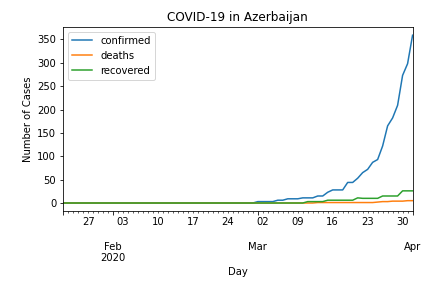 COVID-19 in Azerbaijan
confirmed
deaths
recovered
Number of Cases
350
300
250
200
150
100
50
0
27 03 10 17 24 02 09 16 23 30
Feb Mar Apr
2020
Day